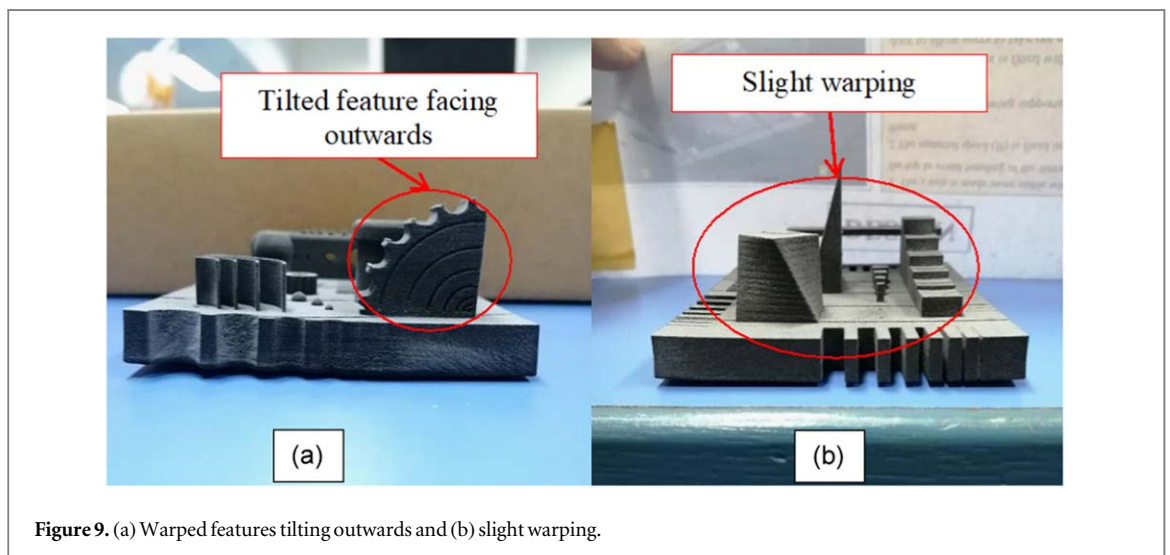 Tilted feature facing
outwards
Slight warping
(a)
(b)
Figure 9. (a) Warped features tilting outwards and (b) slight warping.